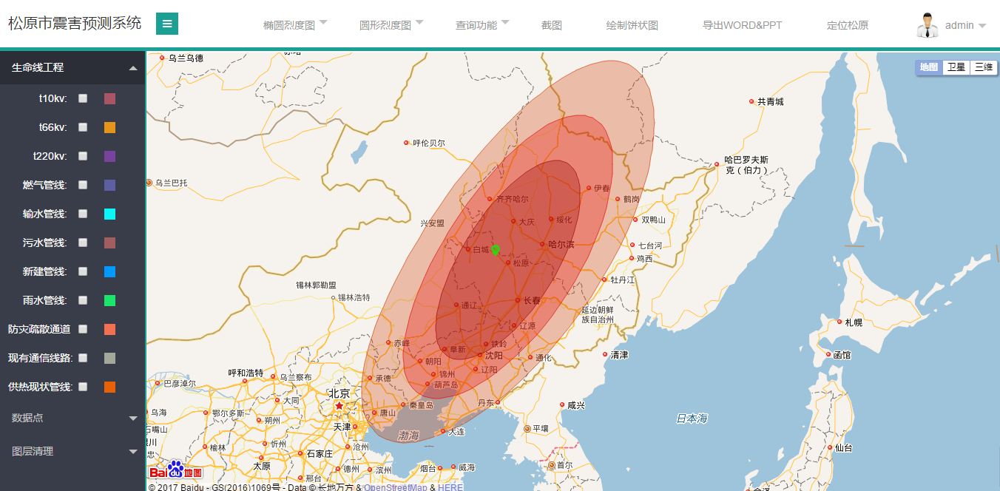 松原市震害预测系统
椭圆烈度图
圆形烈度图
查询功能
截图
绘制饼状图
导出WORD&PPT
定位松原
admin
生命线工程
t10kv:
t66kv:
t220kv:
燃气管线:
输水管线:
污水管线:
新建管线:
雨水管线:
防灾疏散通道
现有通信线路:
供热现状管线:
数据点
图层清理
地图 卫星 三维
乌兰乌德
共青城
呼伦贝尔
哈巴罗夫斯
克（伯力）
乌兰巴托
伊春
齐齐哈尔
鹤岗
兴安盟
大庆
绥化
双鸭山
白城
哈尔滨
七台河
松原
鸡西
牡丹江
锡林郭勒盟
锡林浩特
通辽
长春
延边朝鲜
族自治州
辽源
札幌
赤峰
铁岭
阜新
沈阳
通化
清津
函馆
朝阳
辽阳
呼和浩特
乌兰察布
锦州
承德
葫芦岛
巴彦淖尔
北京
大同
秦皇岛
丹东
咸兴
乌海
鄂尔多斯
唐山
日本海
朔州
天津
大连
平壤
石嘴山
渤海
银川
榆林
忻州
沧州
仙台
忠
石家庄
太原
德州
滨州
烟台
威海
首尔
邢台
Bai du 地图
© 2017 Baidu - GS(2016)1069号 - Data © 长地万方 & OpenStreetMap & HERE